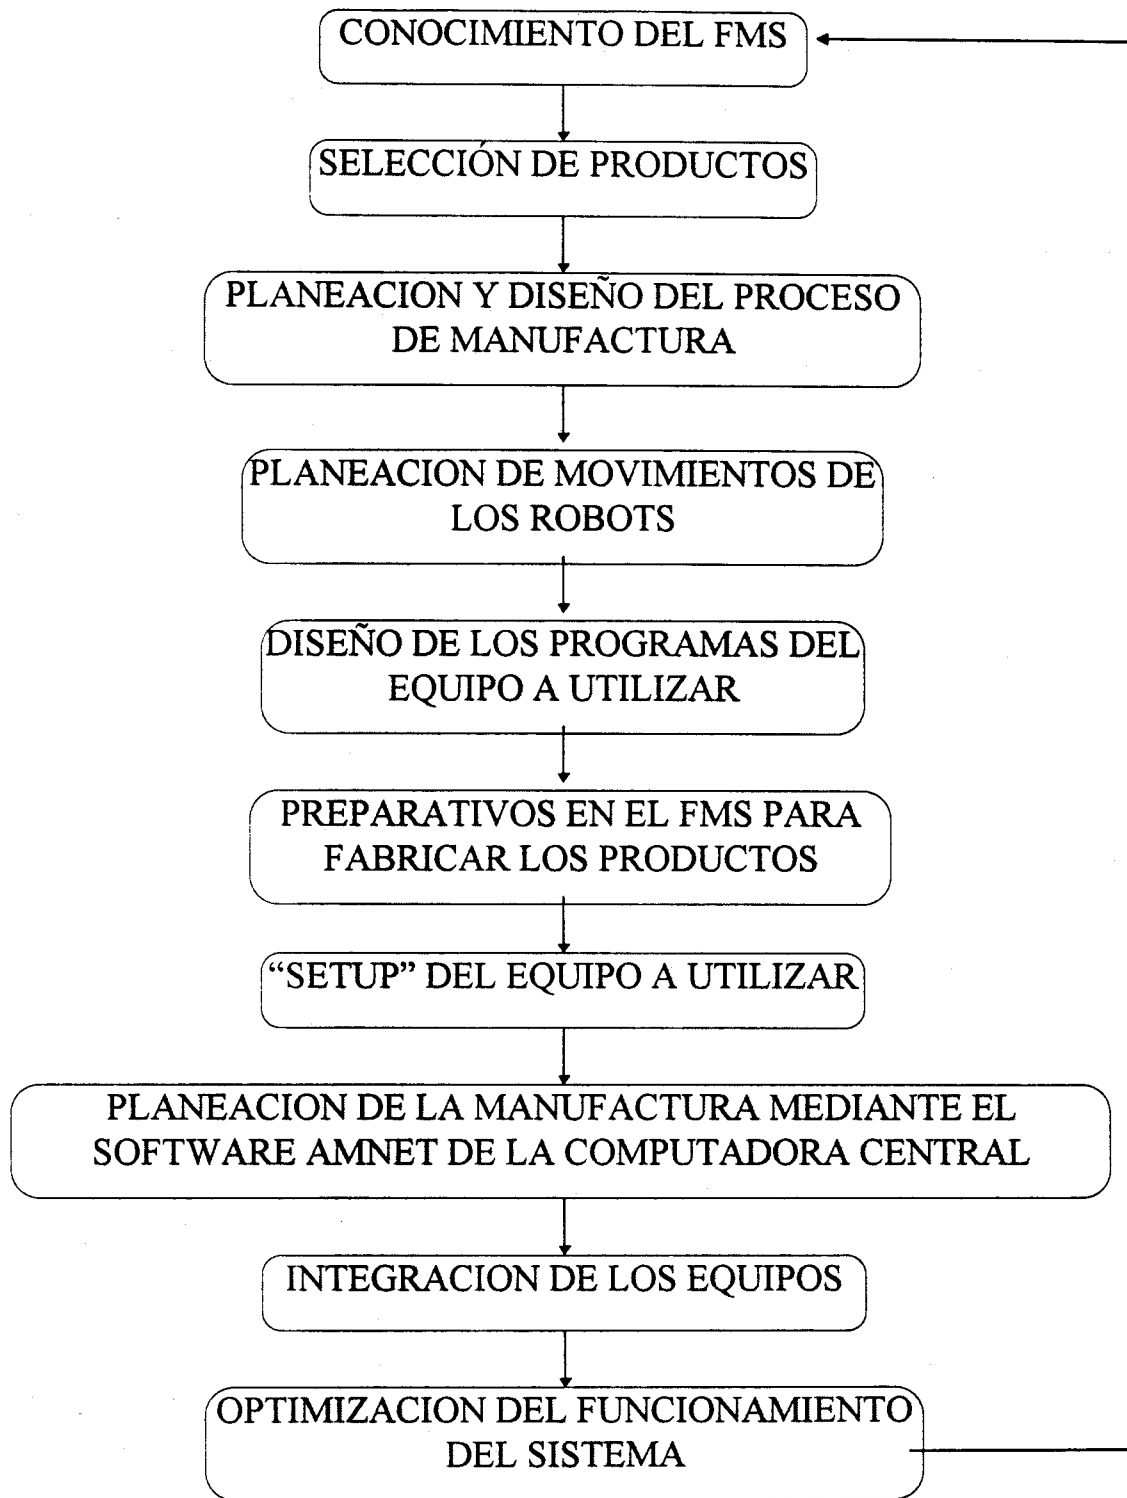 CONOCIMIENTO DEL FMS
SELECCIÓN DE PRODUCTOS
PLANEACION Y DISEÑO DEL PROCESO
DE MANUFACTURA
PLANEACION DE MOVIMIENTOS DE
LOS ROBOTS
DISEÑO DE LOS PROGRAMAS DEL
EQUIPO A UTILIZAR
PREPARATIVOS EN EL FMS PARA
FABRICAR LOS PRODUCTOS
“SETUP” DEL EQUIPO A UTILIZAR
PLANEACION DE LA MANUFACTURA MEDIANTE EL
SOFTWARE AMNET DE LA COMPUTADORA CENTRAL
INTEGRACION DE LOS EQUIPOS
OPTIMIZACION DEL FUNCIONAMIENTO
DEL SISTEMA